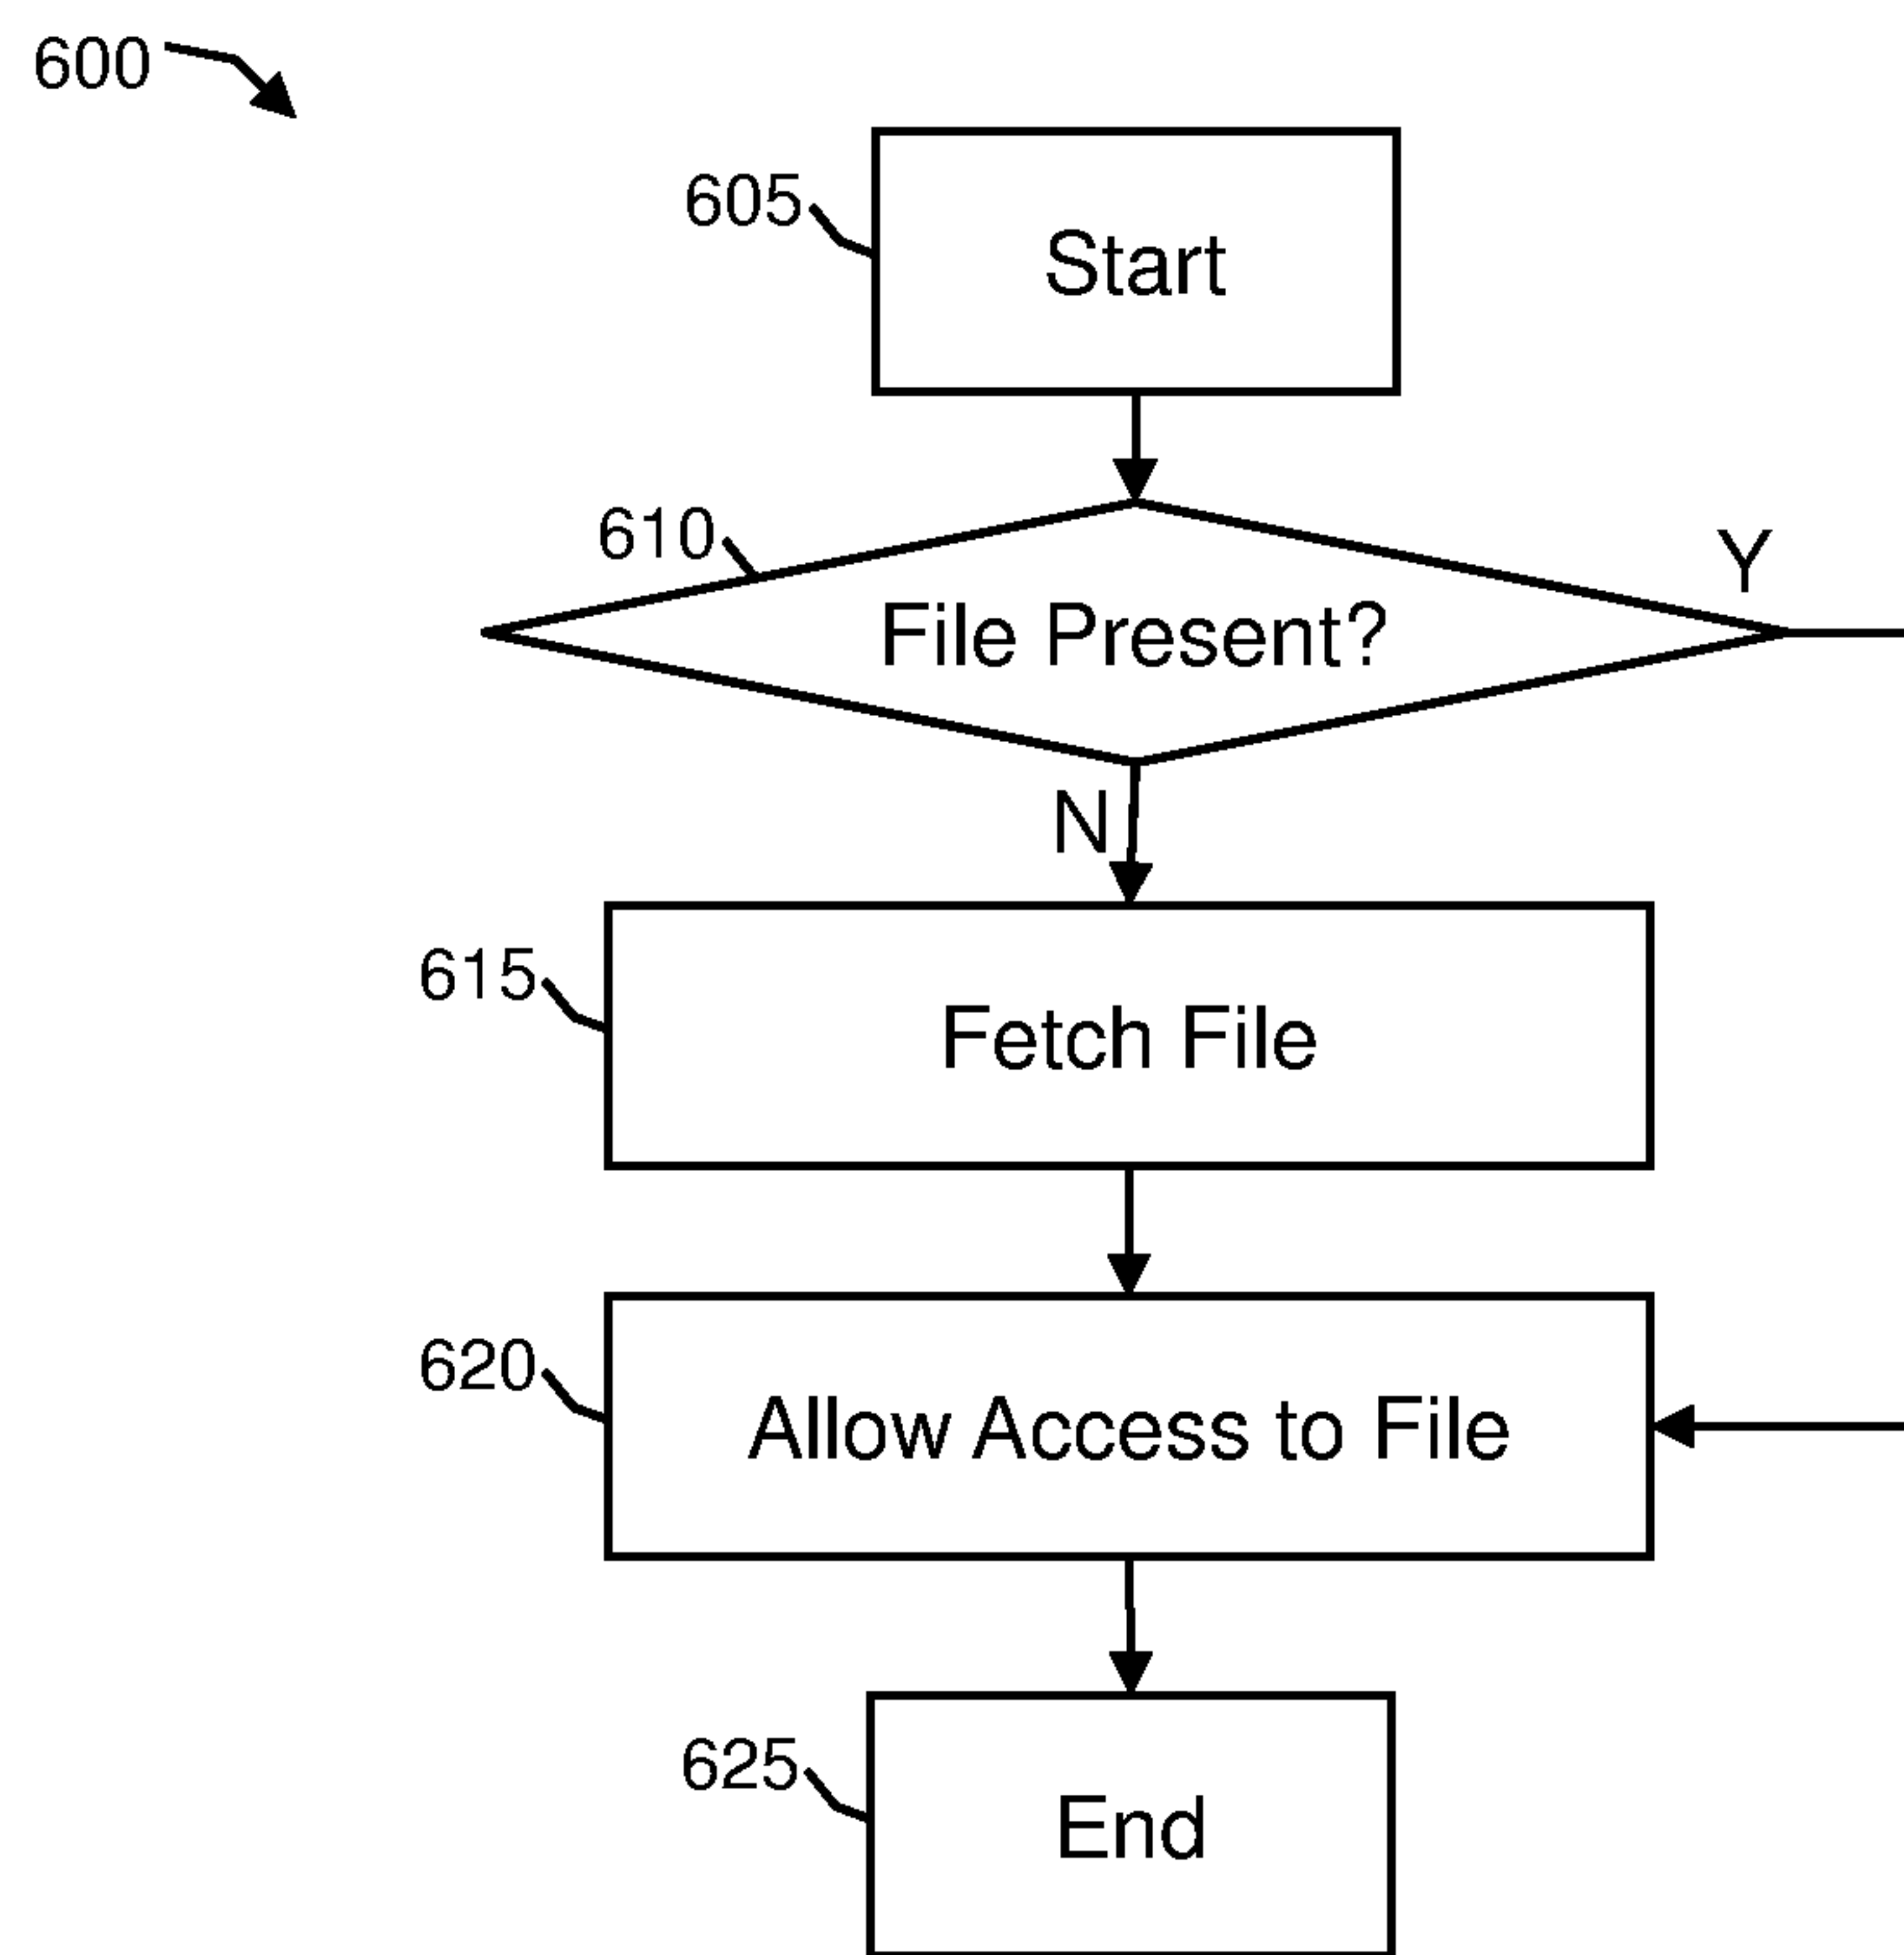 600
605
Start
610
Y
File Present?
N
615
Fetch File
620
Allow Access to File
625
End